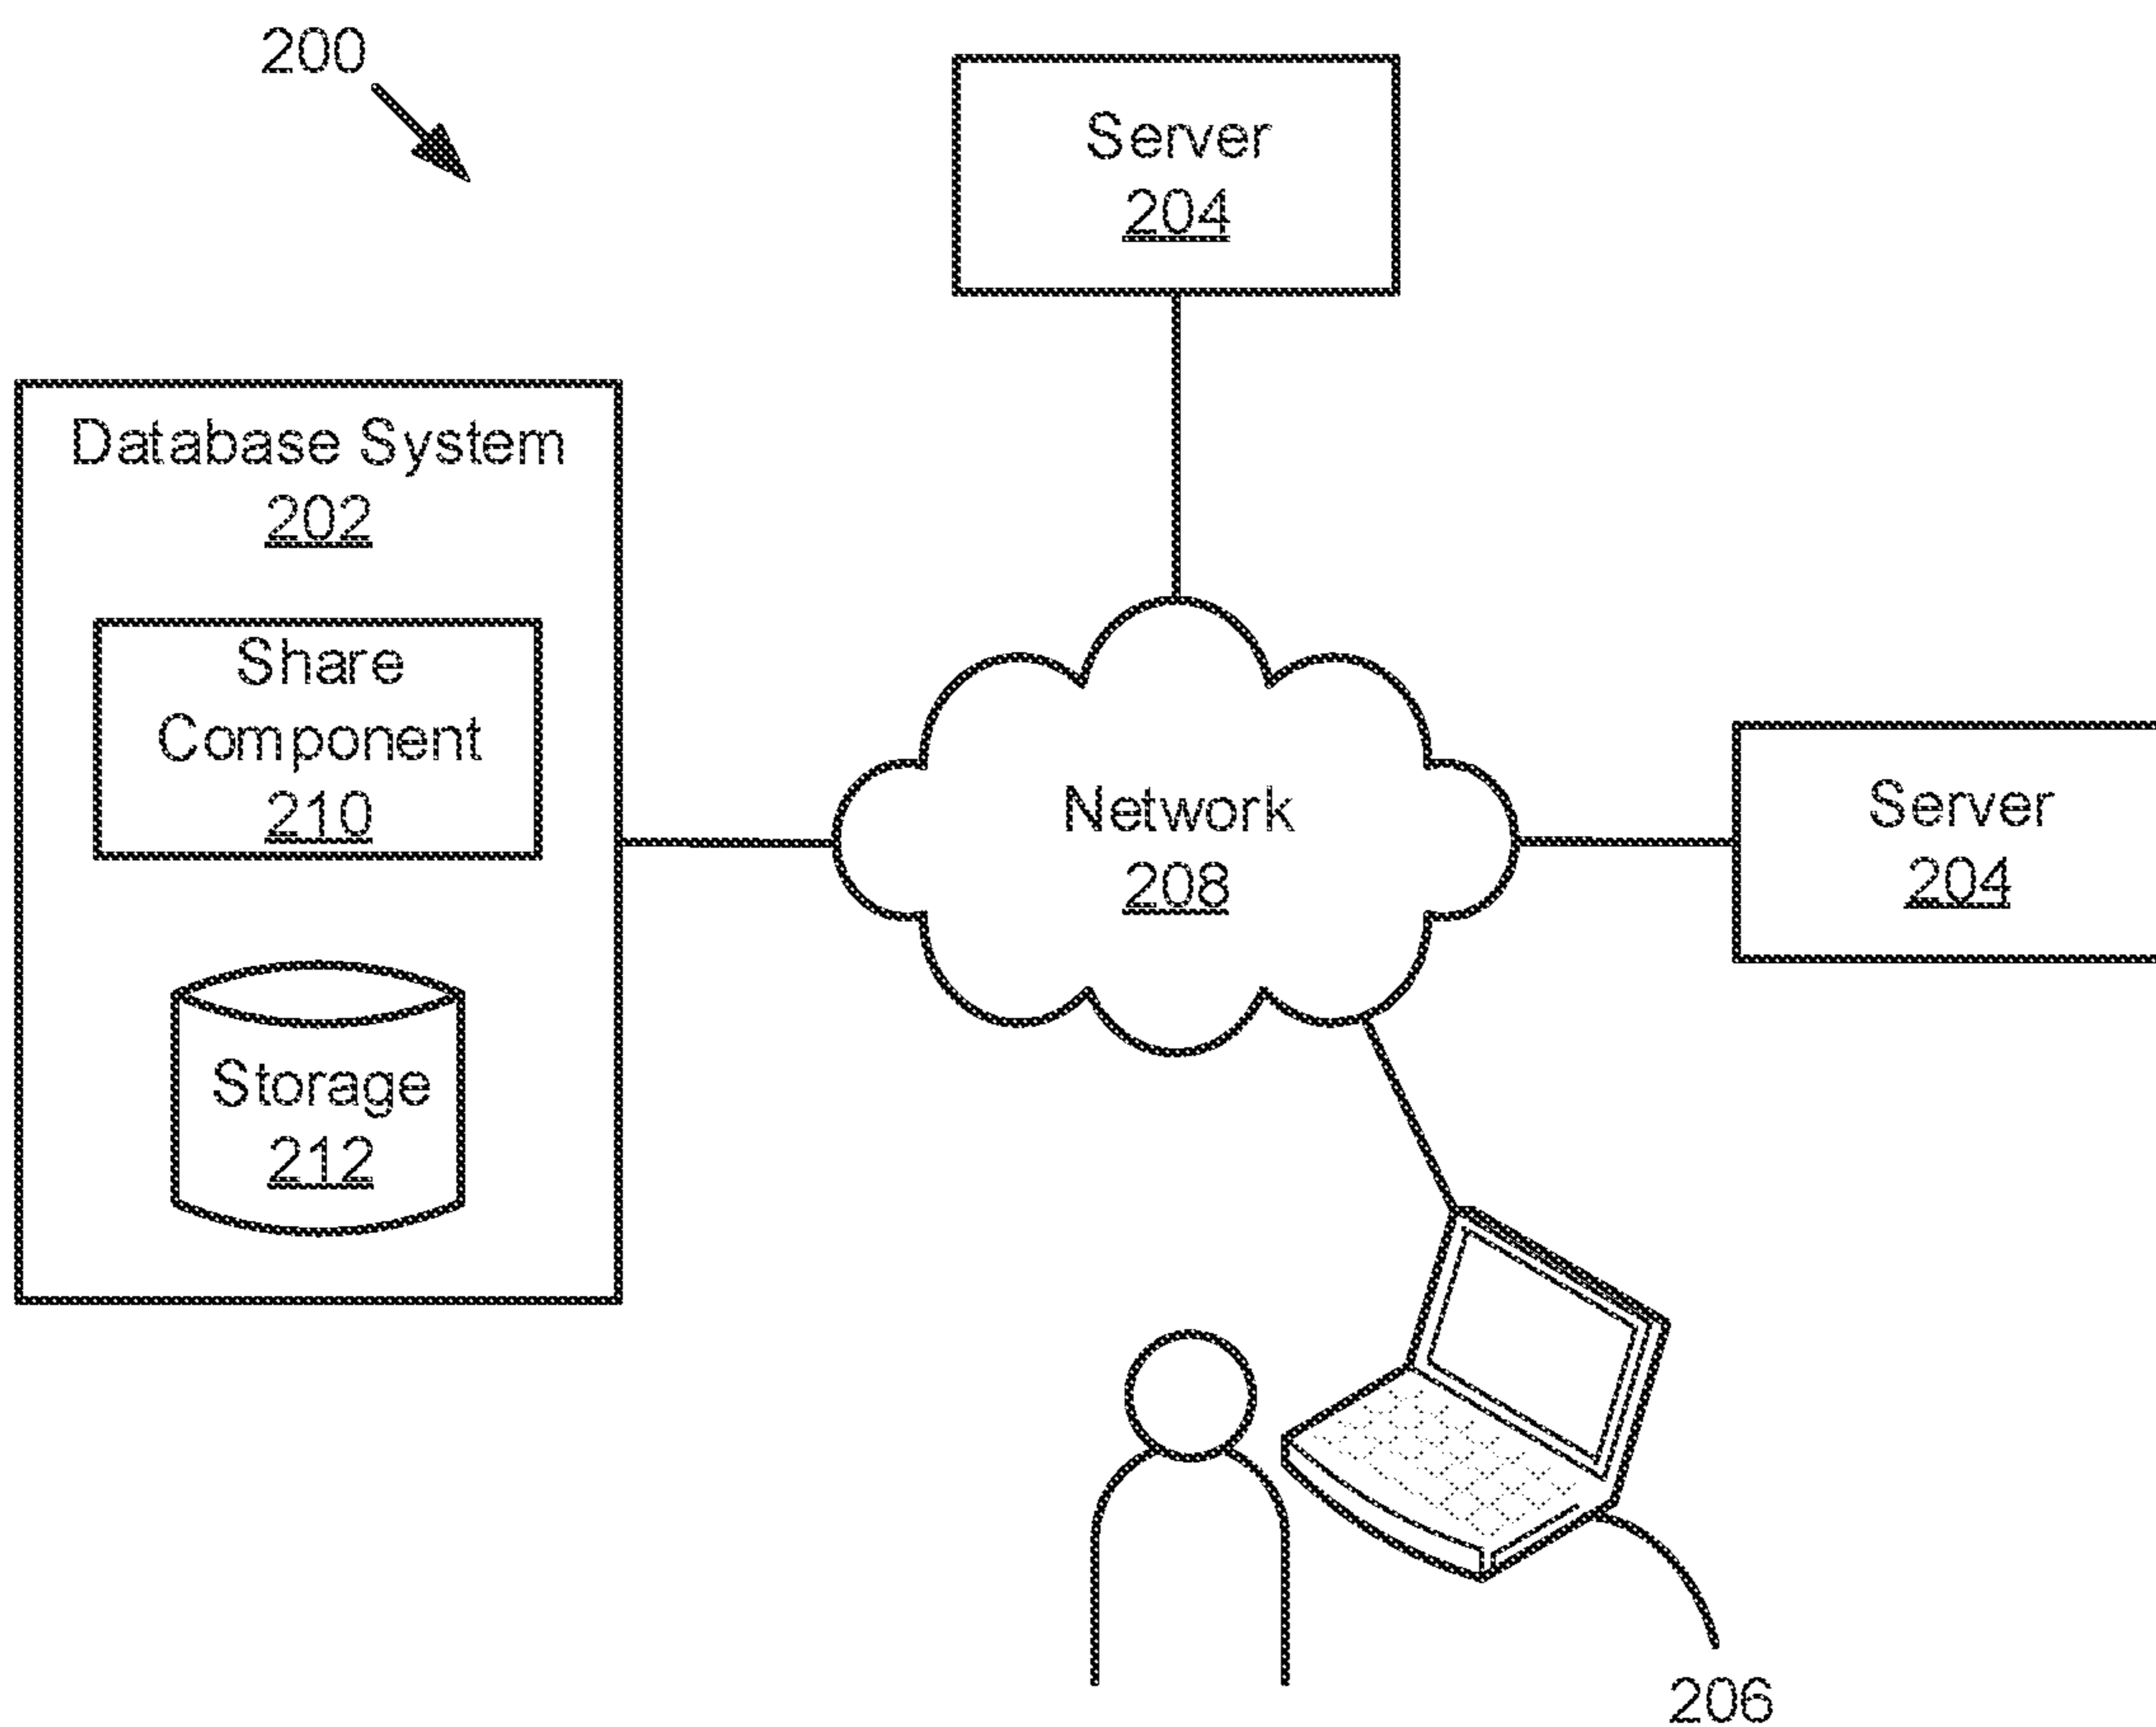 200
Server
204
Database System
202
Share
Component
210
Storage
212
Network
208
Server
204
206